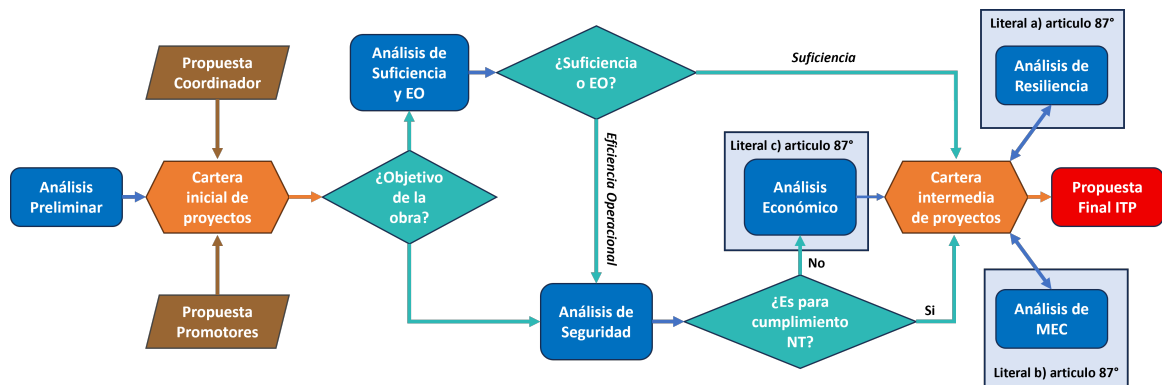 Propuesta
Coordinador
Análisis
Preliminar
Cartera
inicial de
proyectos
Propuesta
Promotores
Análisis de
Suficiencia
y EO
¿Objetivo
de la
obra?
¿Suficiencia
o EO?
Suficiencia
Eficiencia Operacional
Análisis de
Seguridad
Literal c) articulo 87°
Análisis
Económico
No
¿Es para
cumplimiento
NT?
Si
Literal a) articulo 87°
Análisis de
Resiliencia
Cartera
intermedia
de proyectos
Propuesta
Final ITP
Análisis de
MEC
Literal b) articulo 87°